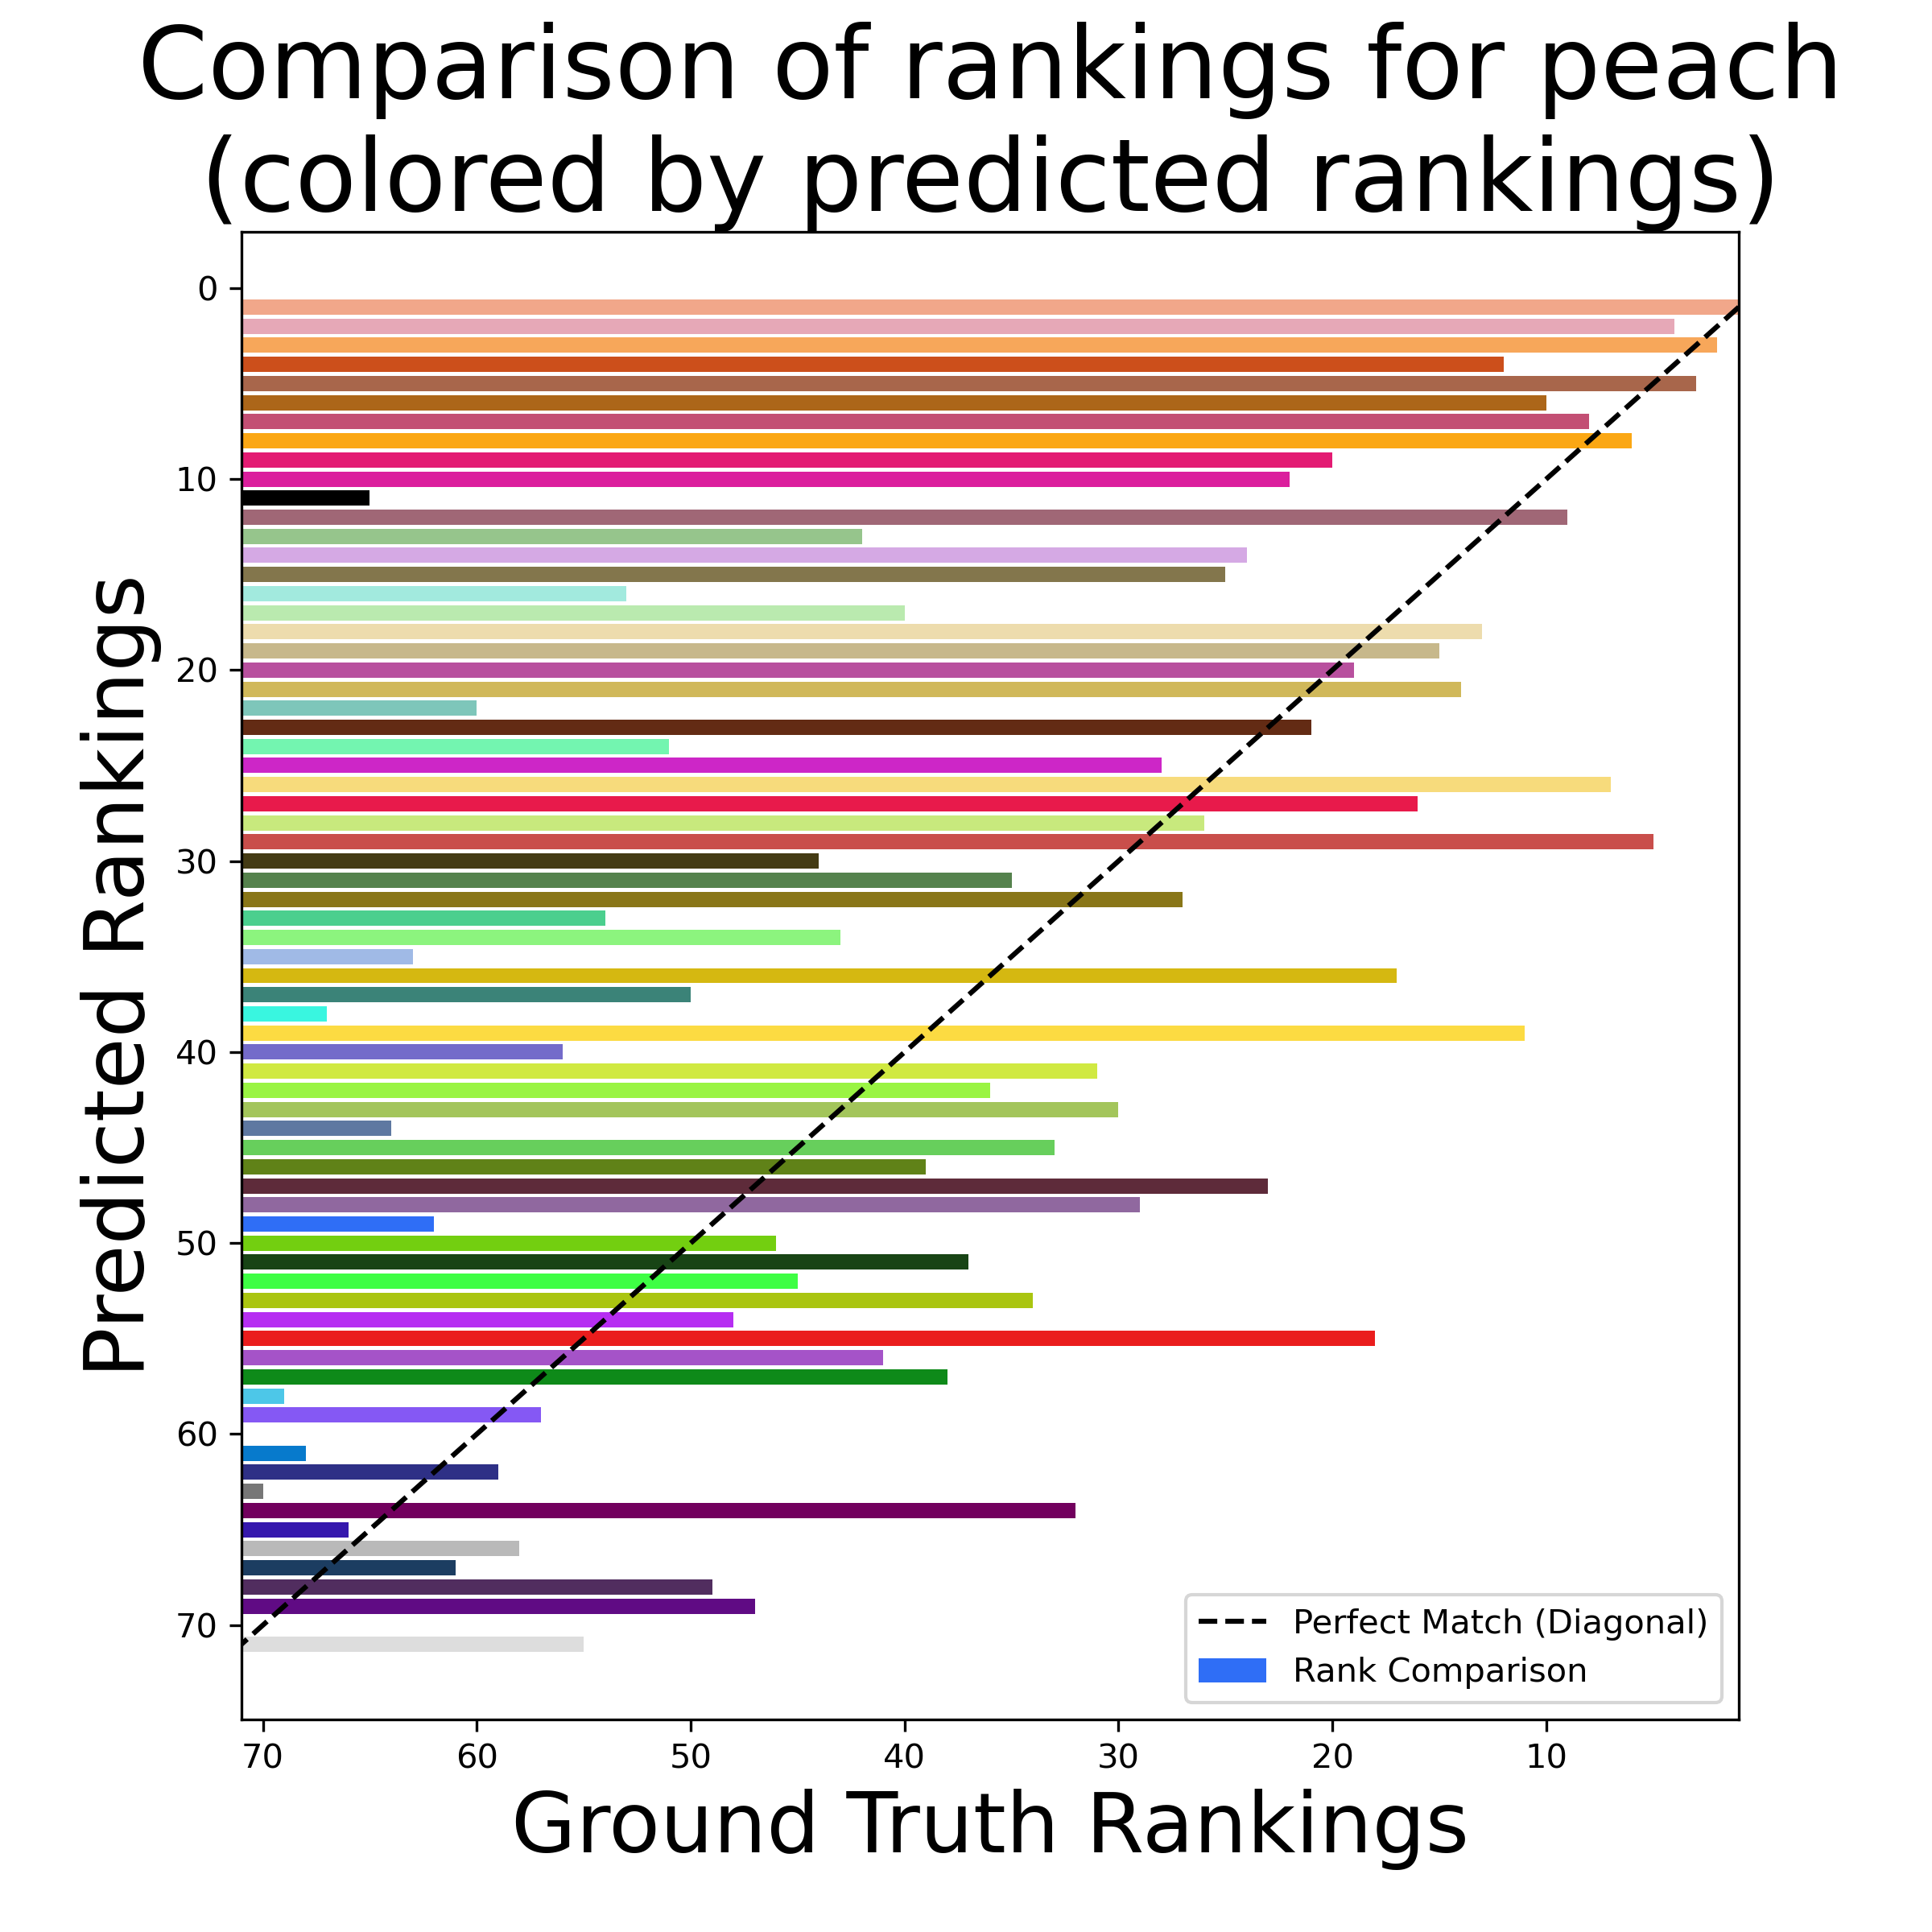 Comparison of rankings for peach
(colored by predicted rankings)
Predicted Rankings
0
10
20
30
40
50
60
70
70 60 50 40 30 20 10
Ground Truth Rankings
Perfect Match (Diagonal)
Rank Comparison